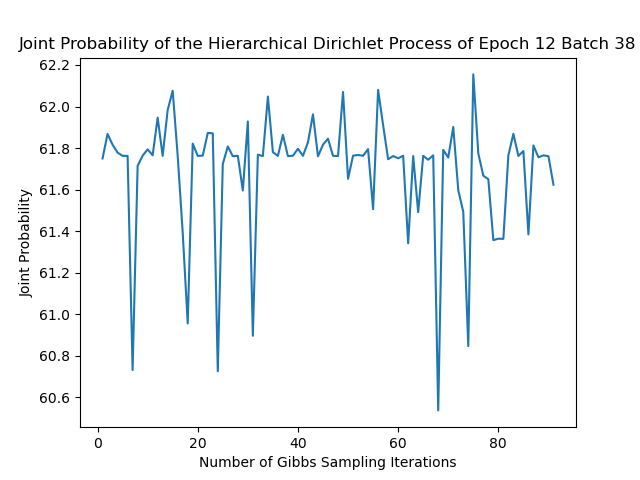 Joint Probability of the Hierarchical Dirichlet Process of Epoch 12 Batch 38
62.2
62.0
61.8
61.6
61.4
61.2
61.0
60.8
60.6
Joint Probability
0 20 40 60 80
Number of Gibbs Sampling Iterations